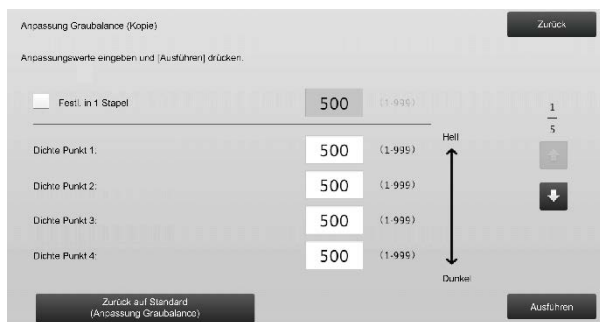 Anpassung Graubalance (Kopie)
Zurück
Anpassungswerte eingeben und [Ausführen] drücken.
Festl. in 1 Stapel 500 (1-999)
1
5
Hell
Dichte Punkt 1: 500 (1-999)
Dichte Punkt 2: 500 (1-999)
Dichte Punkt 3: 500 (1-999)
Dichte Punkt 4: 500 (1-999)
Dunkel
Zurück auf Standard
(Anpassung Graubalance)
Ausführen